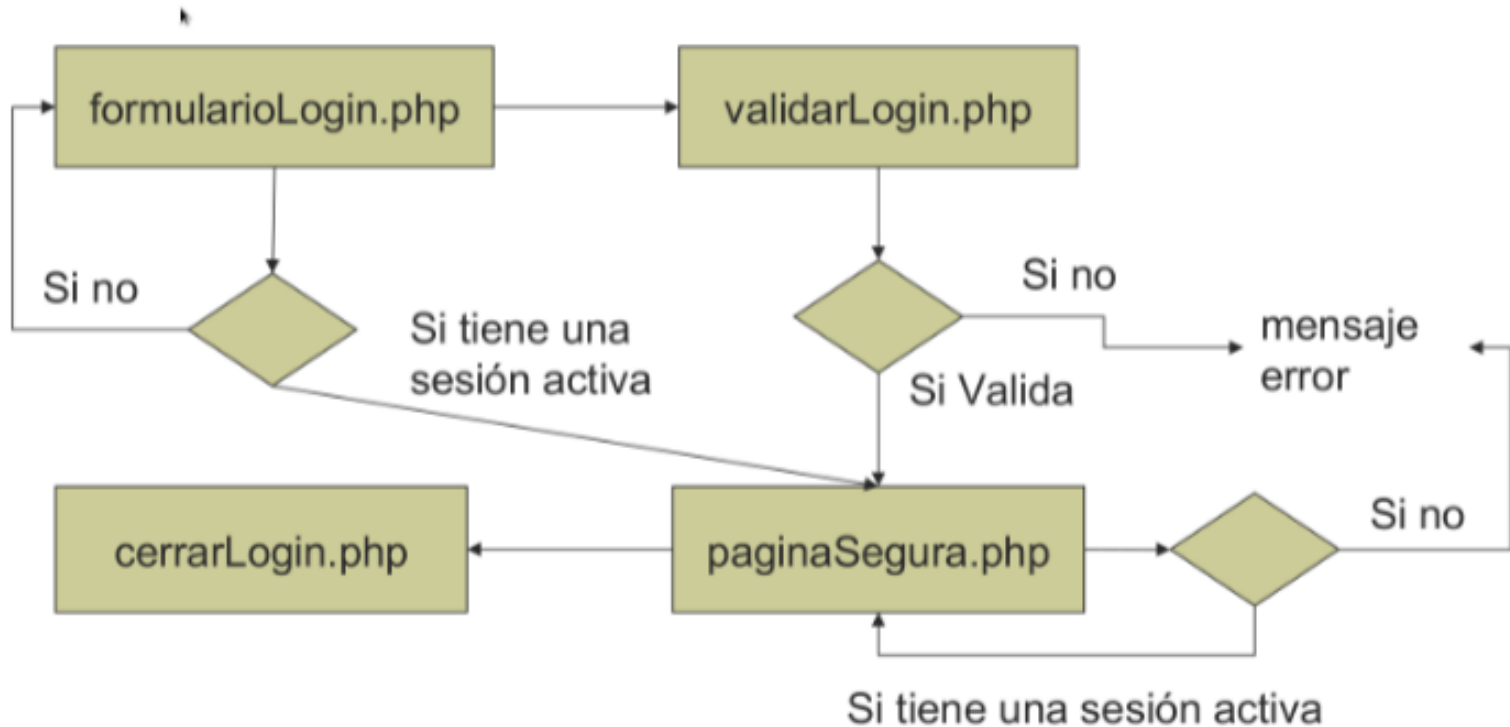 formularioLogin.php
validarLogin.php
Si no
Si tiene una
sesión activa
Si no
mensaje
error
Si Valida
cerrarLogin.php
paginaSegura.php
Si no
Si tiene una sesión activa